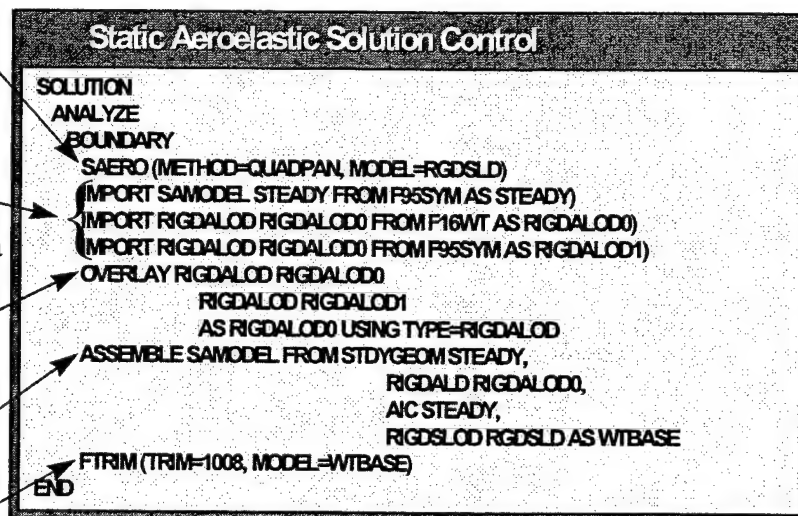 Static Aeroelastic Solution Control
SOLUTION
ANALYZE
BOUNDARY
SAERO (METHOD=QUADPAN, MODEL=RGDSLD)
IMPORT SAMODEL STEADY FROM F95SYM AS STEADY)
IMPORT RIGDALOD RIGDALOD0 FROM F16WT AS RIGDALOD0)
IMPORT RIGDALOD RIGDALOD0 FROM F95SYM AS RIGDALOD1)
OVERLAY RIGDALOD RIGDALOD0
RIGDALOD RIGDALOD1
AS RIGDALOD0 USING TYPE=RIGDALOD
ASSEMBLE SAMODEL FROM STDYGEOM STEADY,
RIGDALD RIGDALOD0,
AIC STEADY,
RIGDSLOD RGDSLD AS WTBASE
FTRIM (TRIM=1008, MODEL=WTBASE)
END